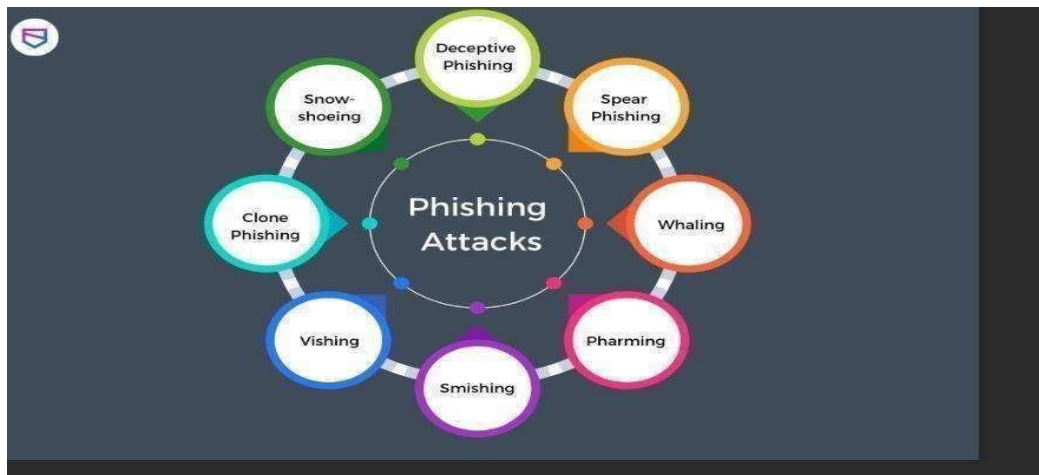 Deceptive
Phishing
Spear
Phishing
Whaling
Pharming
Smishing
Vishing
Clone
Phishing
Snow-
shoeing
Phishing
Attacks